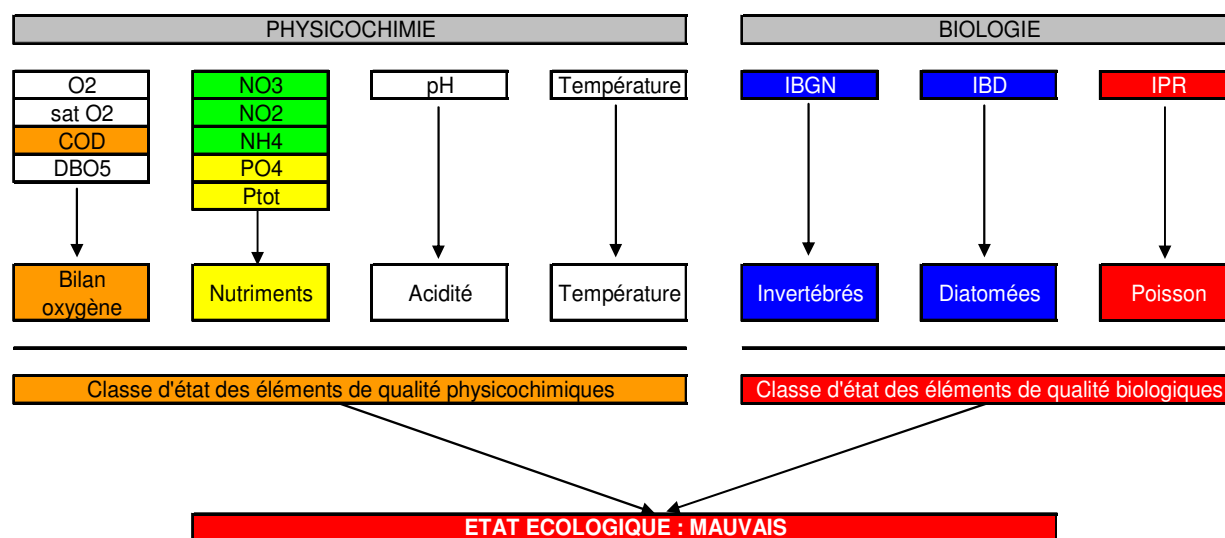 PHYSICOCHIMIE
BIOLOGIE
O2
sat O2
COD
DBO5
NO3
NO2
NH4
PO4
Ptot
pH
Température
IBGN
IBD
IPR
Bilan
oxygène
Nutriments
Acidité
Température
Invertébrés
Diatomées
Poisson
Classe d'état des éléments de qualité physicochimiques
Classe d'état des éléments de qualité biologiques
ETAT ECOLOGIQUE : MAUVAIS